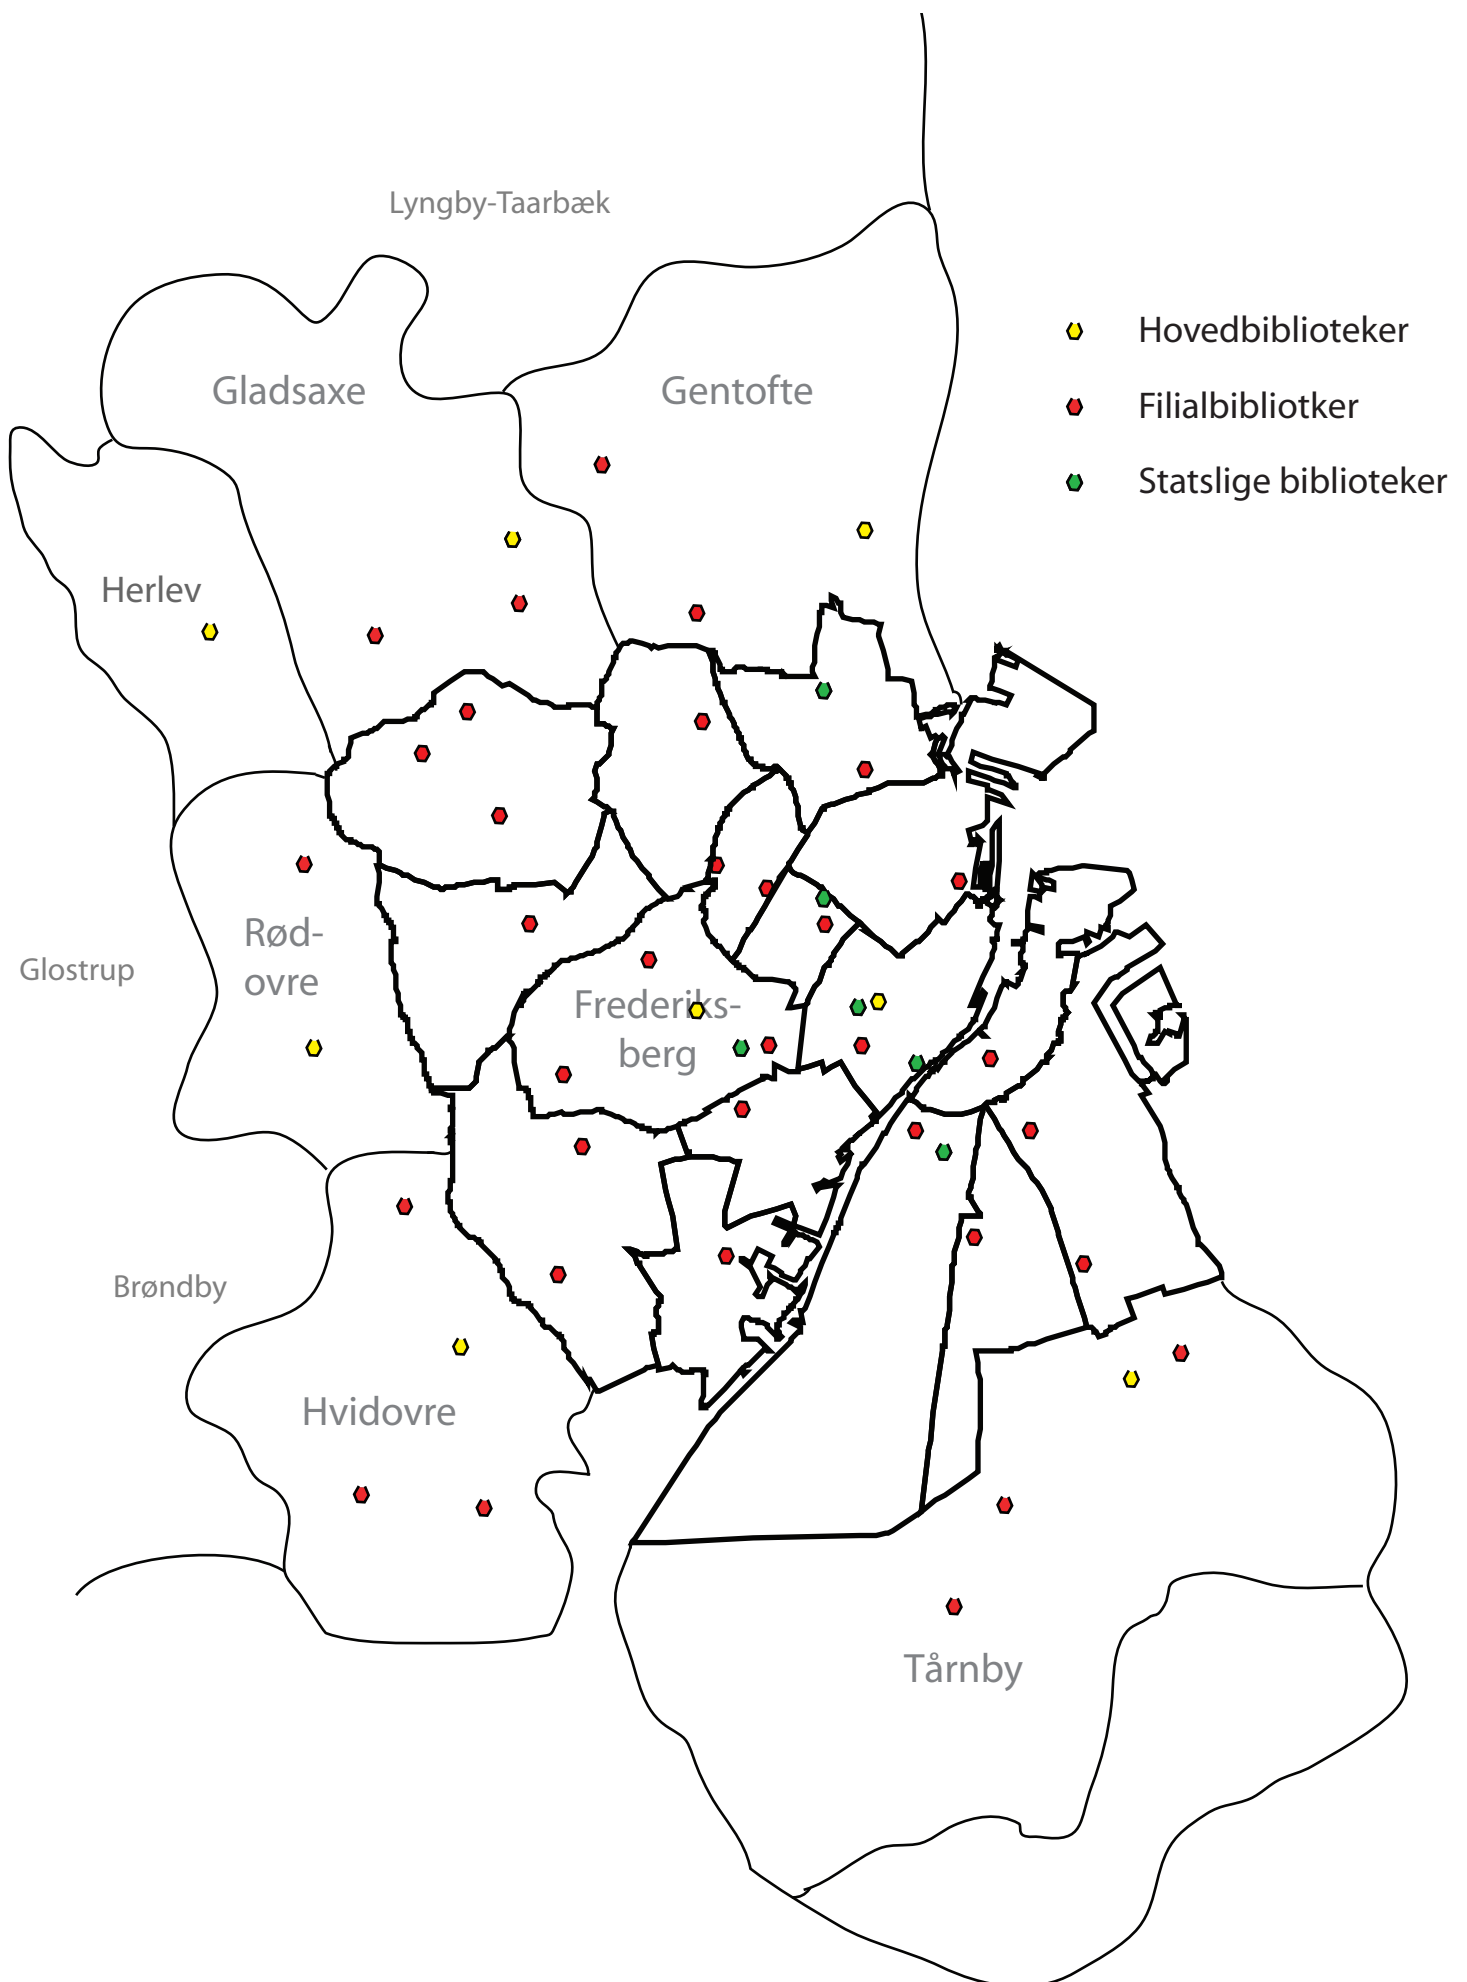 Lyngby-Taarbæk
Hovedbiblioteker
Gladsaxe
Gentofte
Filialbibliotker
Statslige biblioteker
Herlev
Rød-
ovre
Glostrup
Frederiks-
berg
Brøndby
Hvidovre
Tårnby